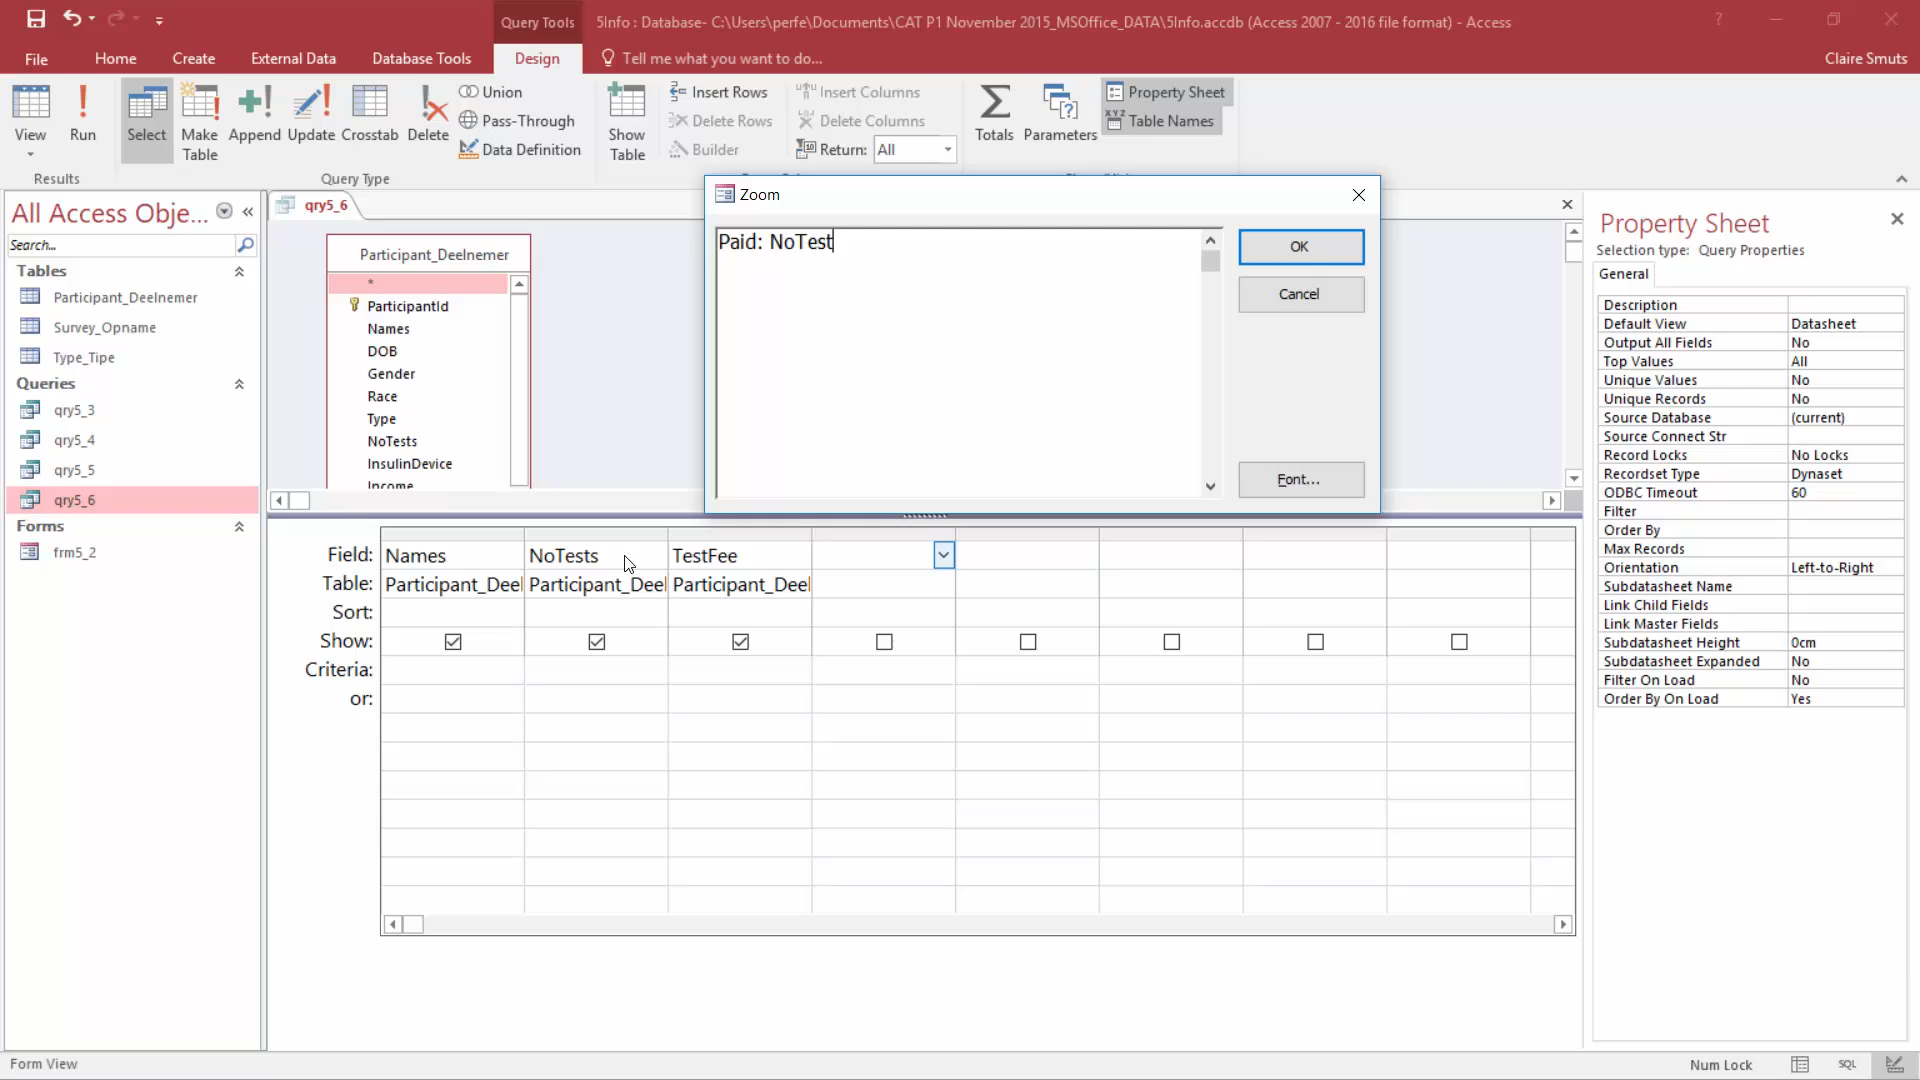 Query Tools
5Info : Database- C:\Users\perfe\Documents\CAT P1 November 2015_MSOffice_DATA\5Info.accdb (Access 2007 - 2016 file format) - Access
?
File
Home
Create
External Data
Database Tools
Design
Tell me what you want to do...
Claire Smuts
View
Run
Select
Make Table
Append
Update
Crosstab
Delete
Union
Pass-Through
Data Definition
Show Table
Insert Rows
Delete Rows
Builder
Insert Columns
Delete Columns
Return:
All
Totals
Parameters
Property Sheet
Table Names
Results
Query Type
All Access Obje...
Search...
Tables
Participant_Deelnemer
Survey_Opname
Type_Tipe
Queries
qry5_3
qry5_4
qry5_5
qry5_6
Forms
frm5_2
qry5_6
Participant_Deelnemer
*
ParticipantId
Names
DOB
Gender
Race
Type
NoTests
InsulinDevice
Income
Zoom
Paid: NoTest
OK
Cancel
Font...
Field: Names NoTests TestFee
Table: Participant_Deel Participant_Deel Participant_Deel
Sort:
Show:
Criteria:
or:
Property Sheet
Selection type: Query Properties
General
Description
Default View Datasheet
Output All Fields No
Top Values All
Unique Values No
Unique Records No
Source Database (current)
Source Connect Str
Record Locks No Locks
Recordset Type Dynaset
ODBC Timeout 60
Filter
Order By
Max Records
Orientation Left-to-Right
Subdatasheet Name
Link Child Fields
Link Master Fields
Subdatasheet Height 0cm
Subdatasheet Expanded No
Filter On Load No
Order By On Load Yes
Form View
Num Lock
SQL